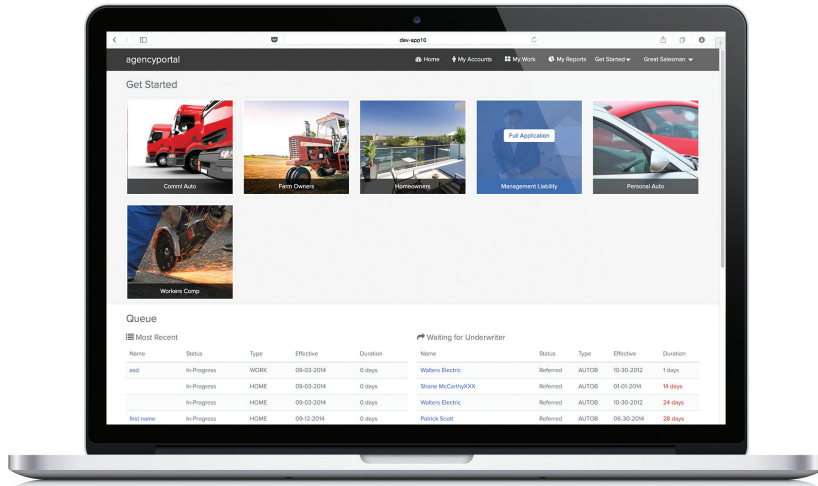 dev-app10
agencyportal
Home My Accounts My Work My Reports Get Started Great Salesman
Get Started
Full Application
Comml Auto Farm Owners Homeowners Management Liability Personal Auto
Workers Comp
Queue
Most Recent Waiting for Underwriter
Name Status Type Effective Duration Name Status Type Effective Duration
asd In-Progress WORK 09-03-2014 0 days Walters Electric Referred AUTOB 10-30-2012 1 days
In-Progress HOME 09-03-2014 0 days Shane McCarthyXXX Referred AUTOB 01-01-2014 14 days
In-Progress HOME 09-03-2014 0 days Walters Electric Referred AUTOB 10-30-2012 24 days
first name In-Progress HOME 09-12-2014 0 days Patrick Scott Referred AUTOB 06-30-2014 28 days